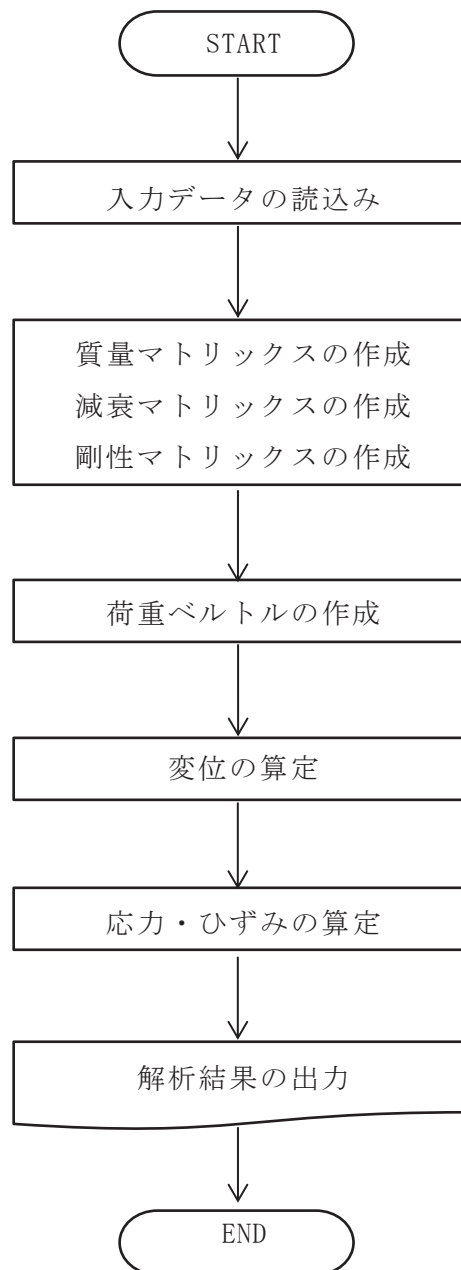 START
入力データの読込み
質量マトリックスの作成
減衰マトリックスの作成
剛性マトリックスの作成
荷重ベルトルの作成
変位の算定
応力・ひずみの算定
解析結果の出力
END